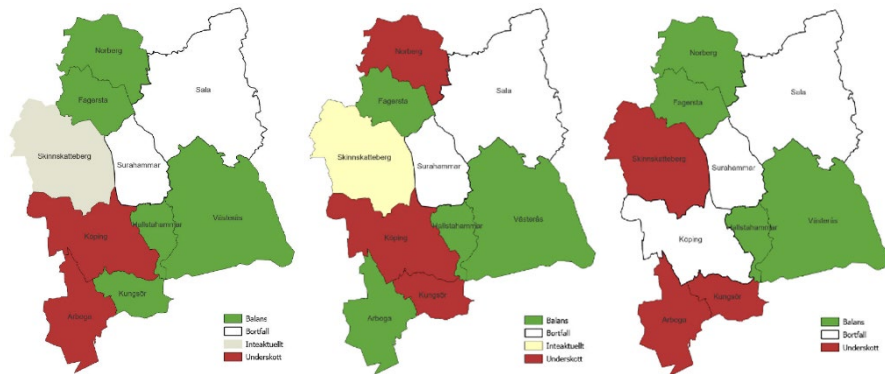 Norberg
Sala
Fagersta
Skinnskatteberg
Surahammar
Västerås
Hallstahammar
Köping
Kungsör
Arboga
Balans
Bortfall
Inteaktuellt
Underskott
Norberg
Sala
Fagersta
Skinnskatteberg
Surahammar
Västerås
Hallstahammar
Köping
Kungsör
Arboga
Balans
Bortfall
Inteaktuellt
Underskott
Norberg
Sala
Fagersta
Skinnskatteberg
Surahammar
Västerås
Hallstahammar
Köping
Kungsör
Arboga
Balans
Bortfall
Underskott